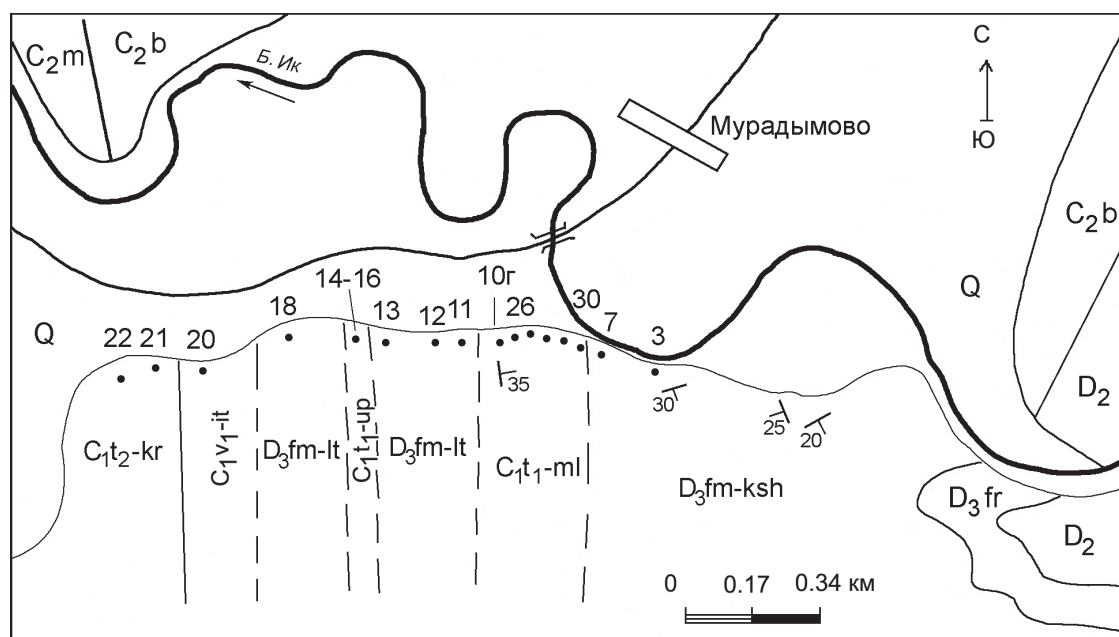 C₂m
C₂b
Б. Ик
С
Ю
Мурадымово
C₂b
Q
D₂
Q
22
21
20
18
14-16
13
12
11
10г
26
30
7
3
35
30
25
20
C₁t₂-kr
C₁v₁-it
D₃fm-lt
C₁t₁-up
D₃fm-lt
C₁t₁-ml
D₃fm-ksh
D₃fr
D₂
0 0.17 0.34 км